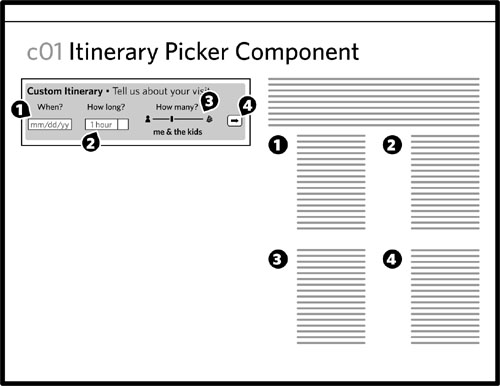 c01 Itinerary Picker Component
Custom Itinerary • Tell us about your visit
When? How long? How many?
1 3 4
mm/dd/yy 1 hour
me & the kids
2
1 2
3 4